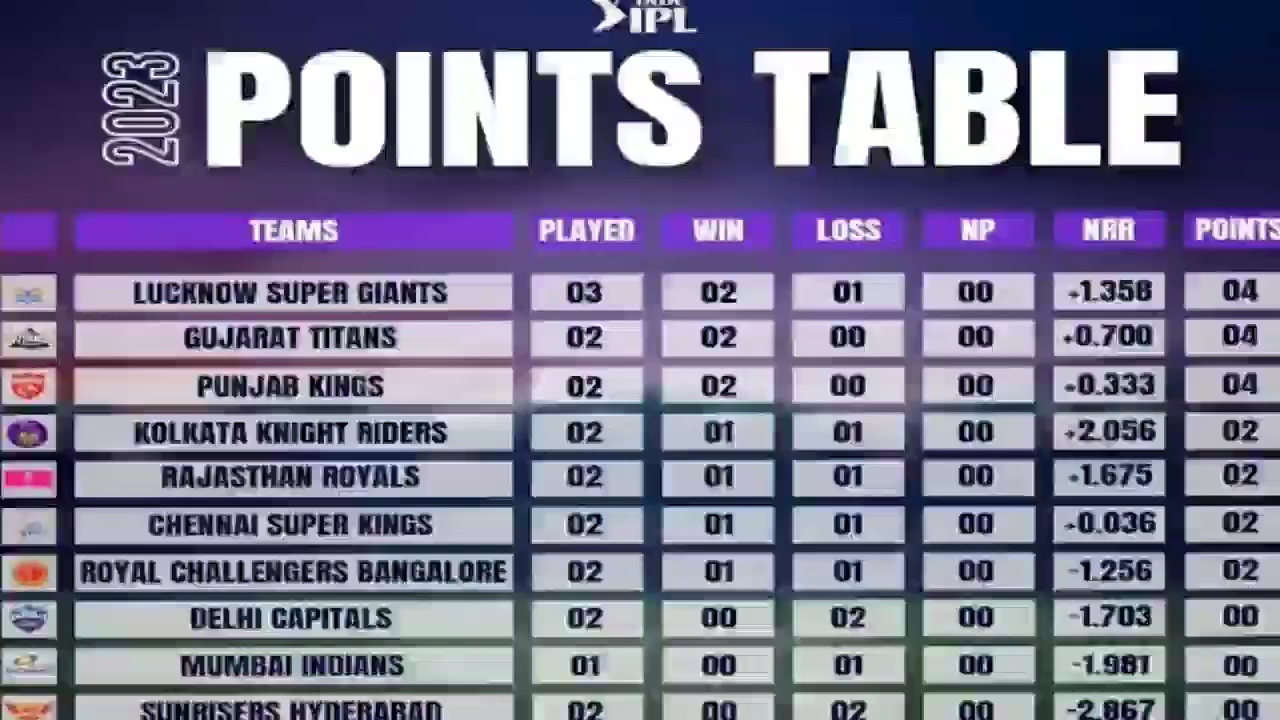 IPL
2023 POINTS TABLE
TEAMS PLAYED WIN LOSS NP NRR POINTS
LUCKNOW SUPER GIANTS 03 02 01 00 +1.358 04
GUJARAT TITANS 02 02 00 00 +0.700 04
PUNJAB KINGS 02 02 00 00 +0.333 04
KOLKATA KNIGHT RIDERS 02 01 01 00 +2.056 02
RAJASTHAN ROYALS 02 01 01 00 +1.675 02
CHENNAI SUPER KINGS 02 01 01 00 +0.036 02
ROYAL CHALLENGERS BANGALORE 02 01 01 00 -1.256 02
DELHI CAPITALS 02 00 02 00 -1.703 00
MUMBAI INDIANS 01 00 01 00 -1.981 00
SUNRISERS HYDERABAD 02 00 02 00 -2.867 00